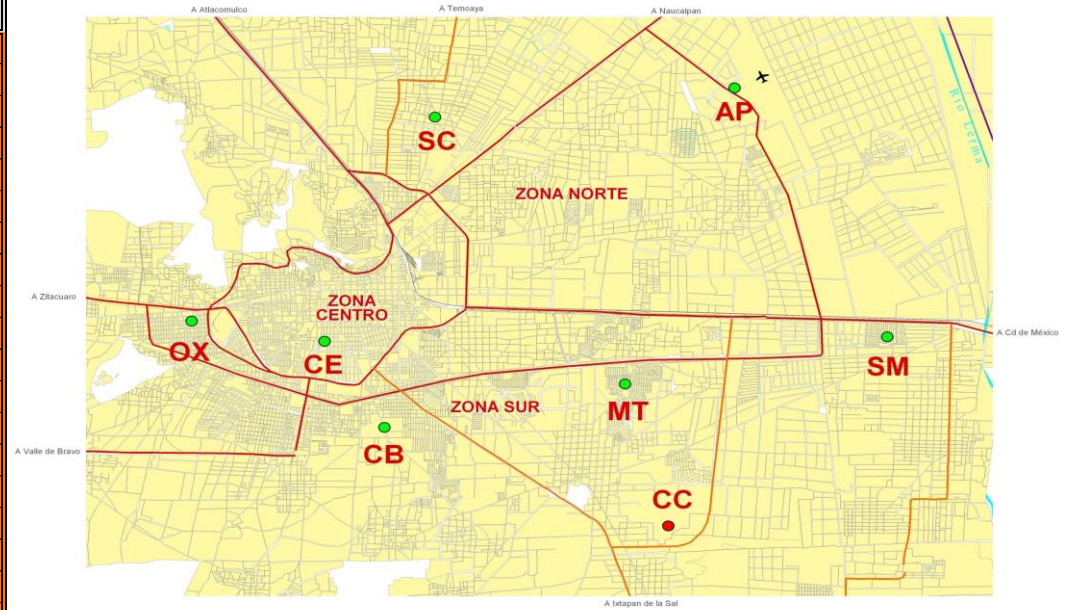 A Atlacomulco
A Temoaya
A Naucalpan
AP
SC
Río Lerma
ZONA NORTE
A Zitacuaro
ZONA
CENTRO
A Cd de México
OX
CE
SM
ZONA SUR
MT
CB
A Valle de Bravo
CC
A Ixtapan de la Sal